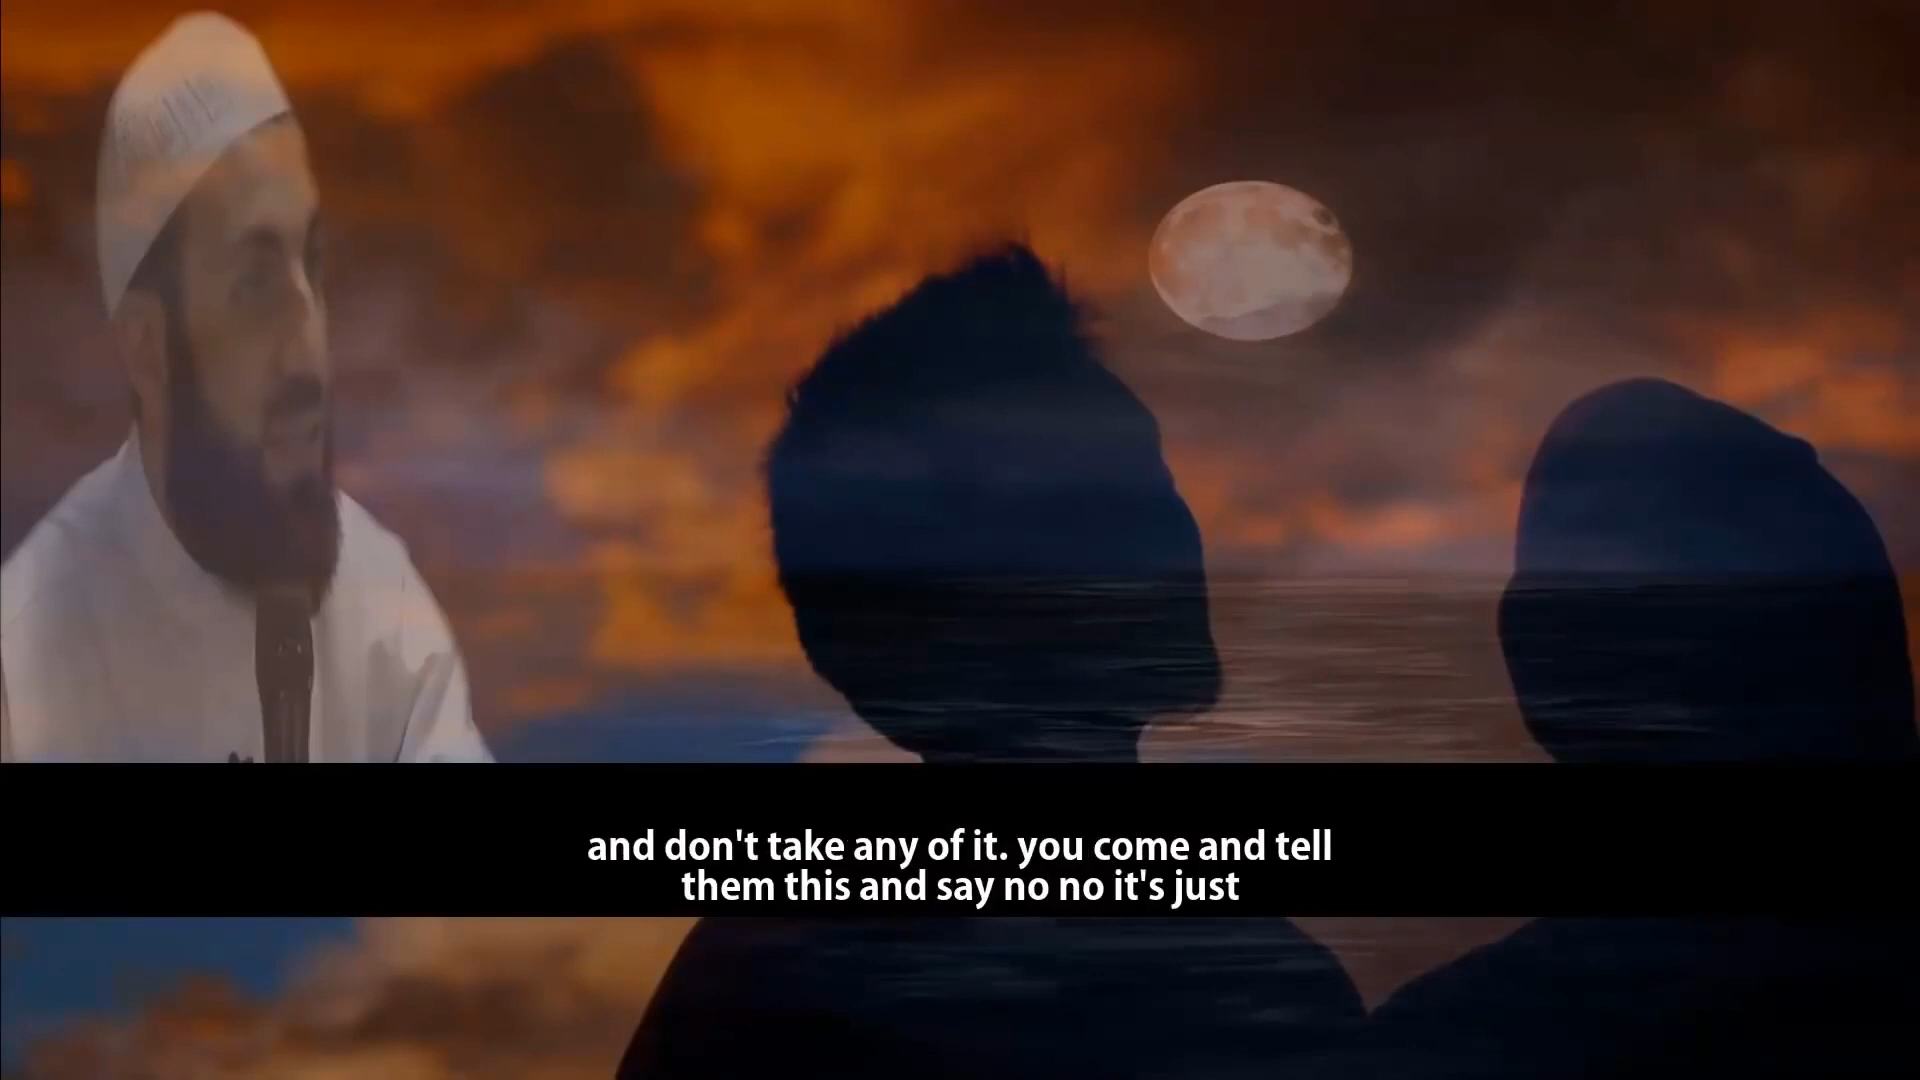 and don't take any of it. you come and tell
them this and say no no it's just